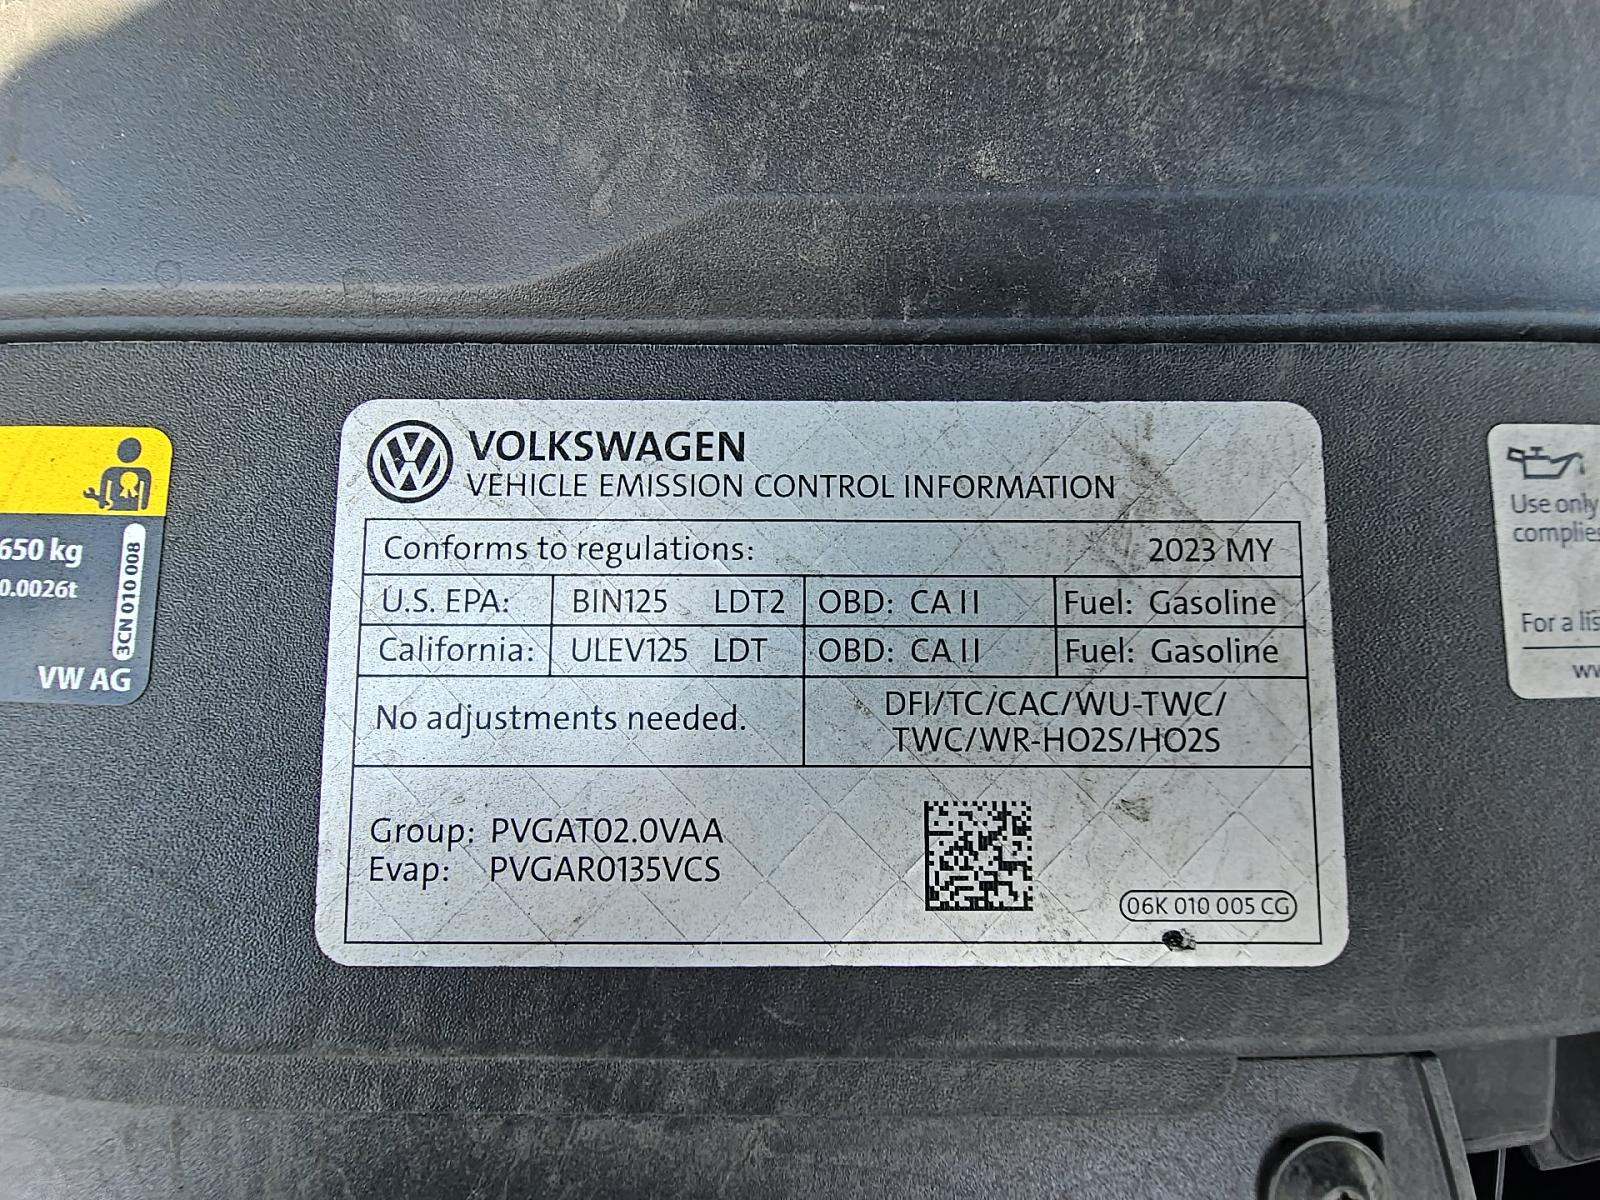 VOLKSWAGEN
VEHICLE EMISSION CONTROL INFORMATION
Conforms to regulations: 2023 MY
U.S. EPA: BIN125 LDT2 OBD: CA II Fuel: Gasoline
California: ULEV125 LDT OBD: CA II Fuel: Gasoline
No adjustments needed.
DFI/TC/CAC/WU-TWC/
TWC/WR-HO2S/HO2S
Group: PVGAT02.0VAA
Evap: PVGAR0135VCS
06K 010 005 CG
650 kg
0.0026t
3CN 010 008
VW AG
Use only
complies
For a lis
ww